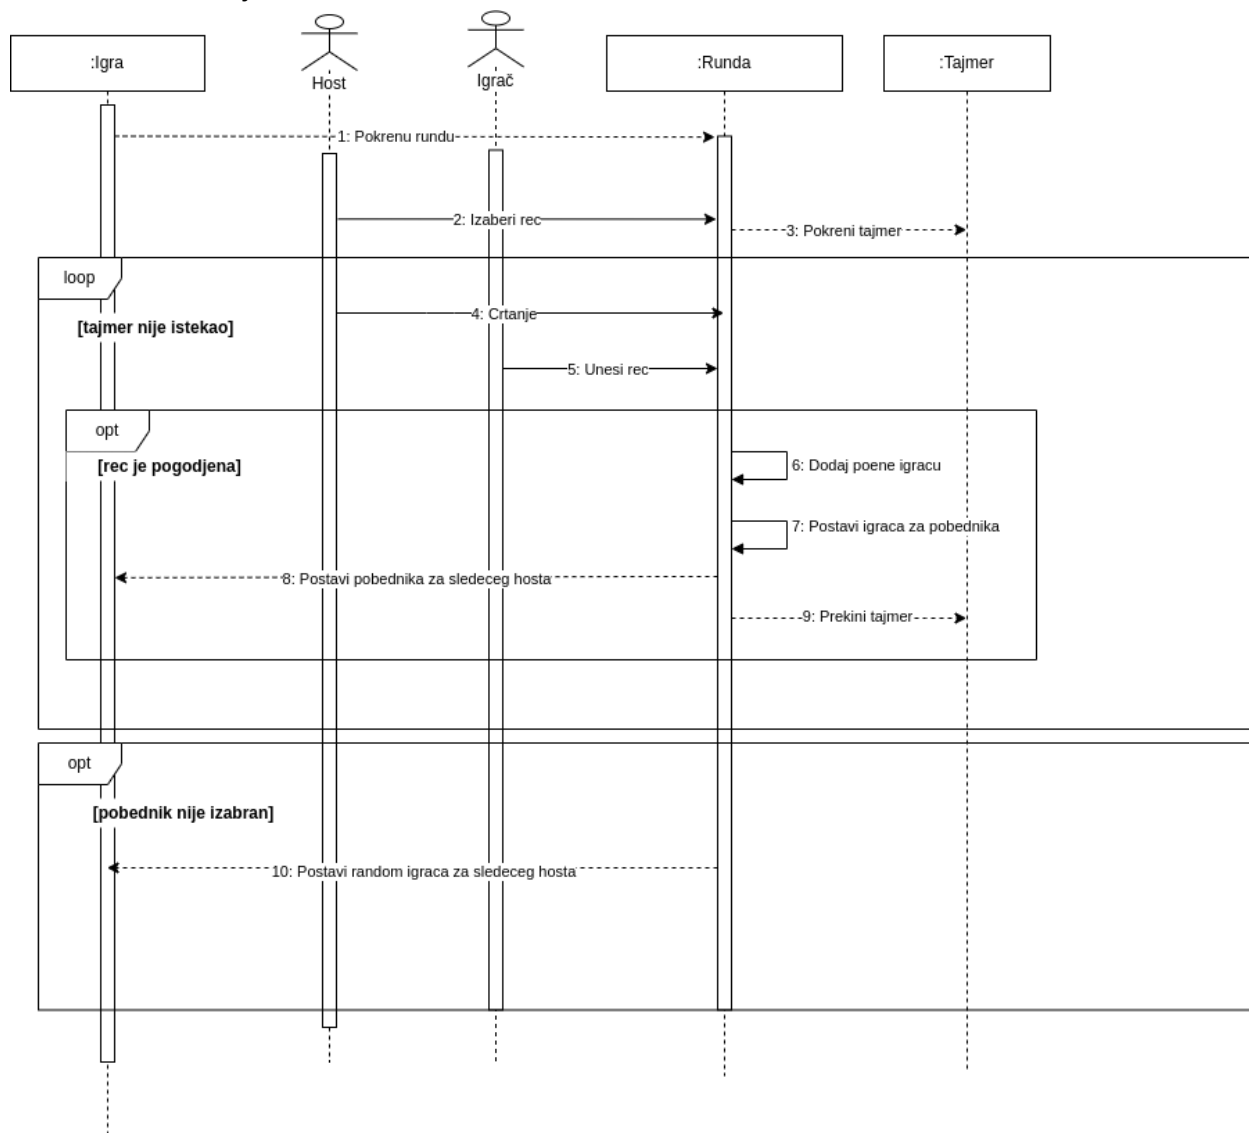 :Igra
Host
Igrač
:Runda
:Tajmer
1: Pokrenu rundu
2: Izaberi rec
3: Pokreni tajmer
loop
[tajmer nije istekao]
4: Crtanje
5: Unesi rec
opt
[rec je pogodjena]
6: Dodaj poene igracu
7: Postavi igraca za pobednika
8: Postavi pobednika za sledeceg hosta
9: Prekini tajmer
opt
[pobednik nije izabran]
10: Postavi random igraca za sledeceg hosta